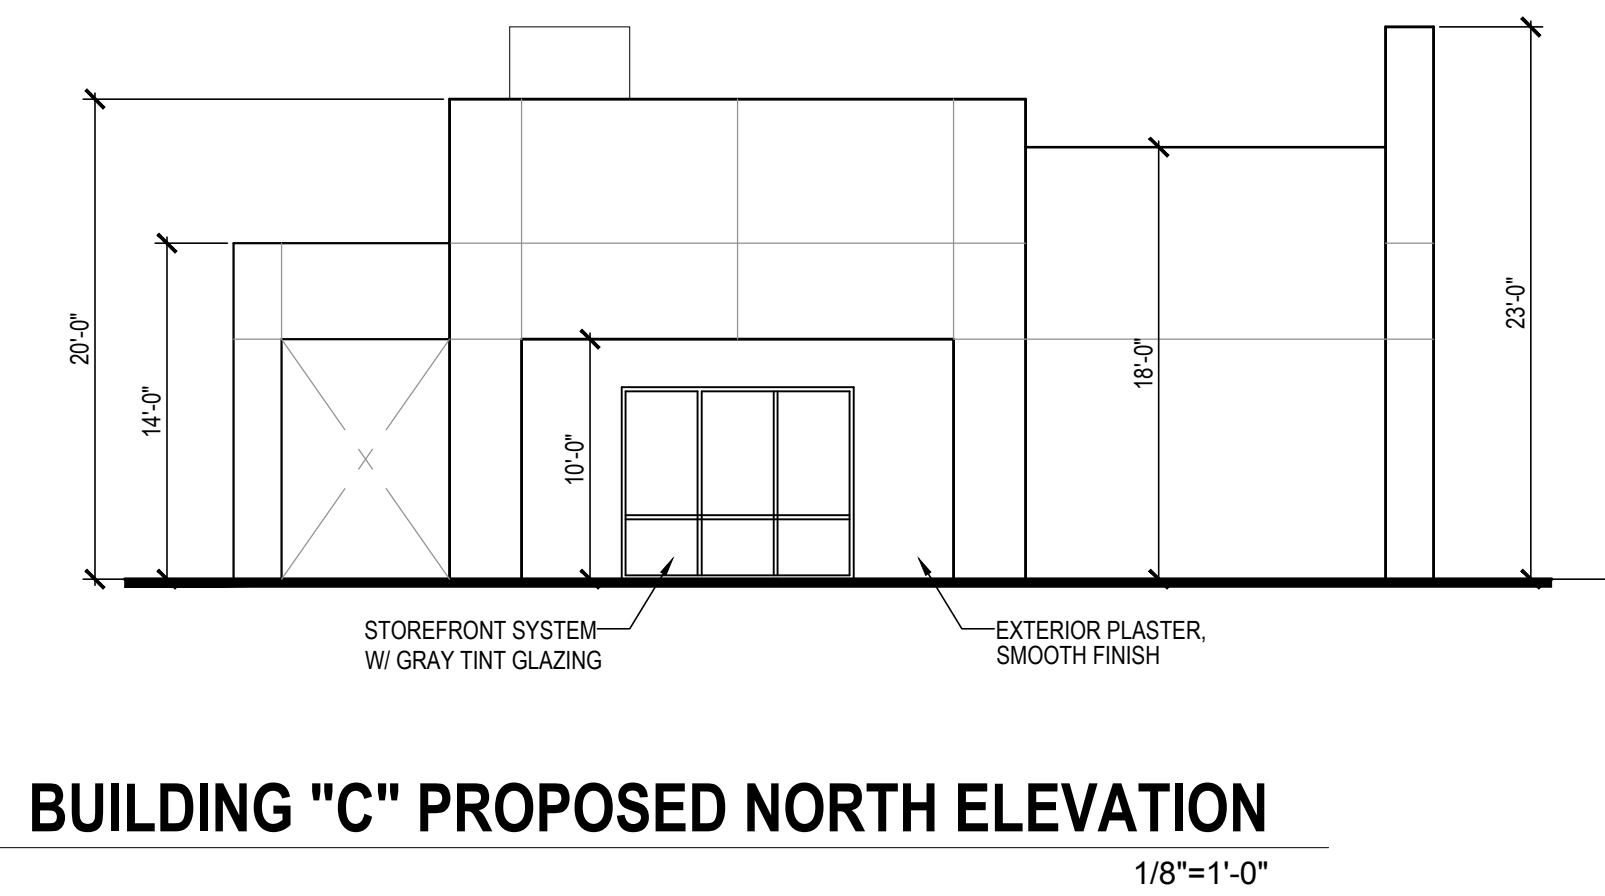 20'-0"
14'-0"
10'-0"
18'-0"
23'-0"
X
STOREFRONT SYSTEM
W/ GRAY TINT GLAZING
EXTERIOR PLASTER,
SMOOTH FINISH
BUILDING "C" PROPOSED NORTH ELEVATION
1/8"=1'-0"